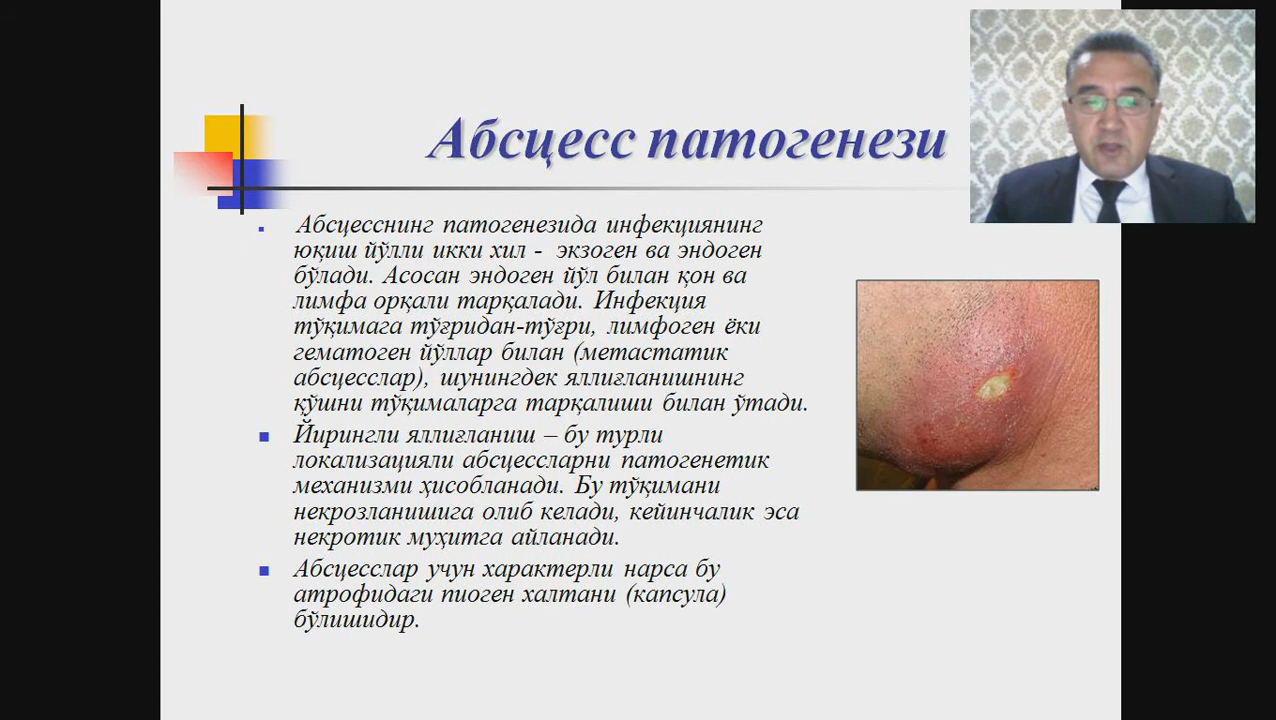 Абсцесс патогенези
Абсцесснинг патогенезида инфекциянинг
юқиш йўлли икки хил - экзоген ва эндоген
бўлади. Асосан эндоген йўл билан қон ва
лимфа орқали тарқалади. Инфекция
тўқимага тўғридан-тўғри, лимфоген ёки
гематоген йўллар билан (метастатик
абсцесслар), шунингдек яллиғланишнинг
қўшни тўқималарга тарқалиши билан ўтади.
Йирингли яллиғланиш – бу турли
локализацияли абсцессларни патогенетик
механизми ҳисобланади. Бу тўқимани
некрозланишига олиб келади, кейинчалик эса
некротик муҳитга айланади.
Абсцесслар учун характерли нарса бу
атрофидаги пиоген халтани (капсула)
бўлишидир.